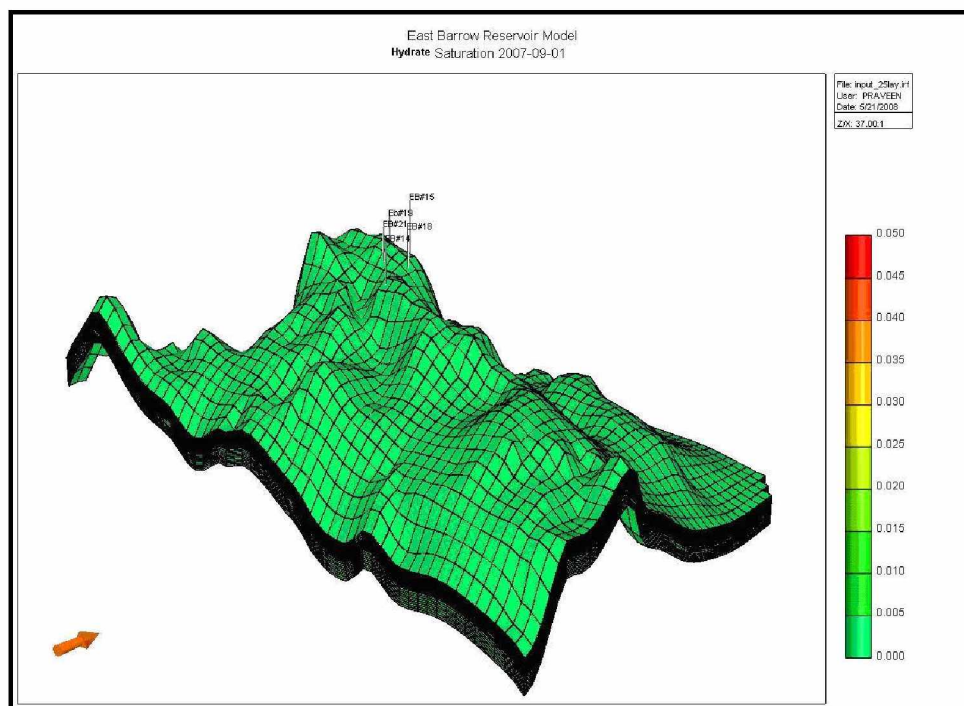 East Barrow Reservoir Model
Hydrate Saturation 2007-09-01
File: input_25lay.irf
User: PRAVEEN
Date: 5/21/2008
Z/X: 37.00:1
EB#15
Eb#19
EB#21
EB#18
EB#14
0.050
0.045
0.040
0.035
0.030
0.025
0.020
0.015
0.010
0.005
0.000